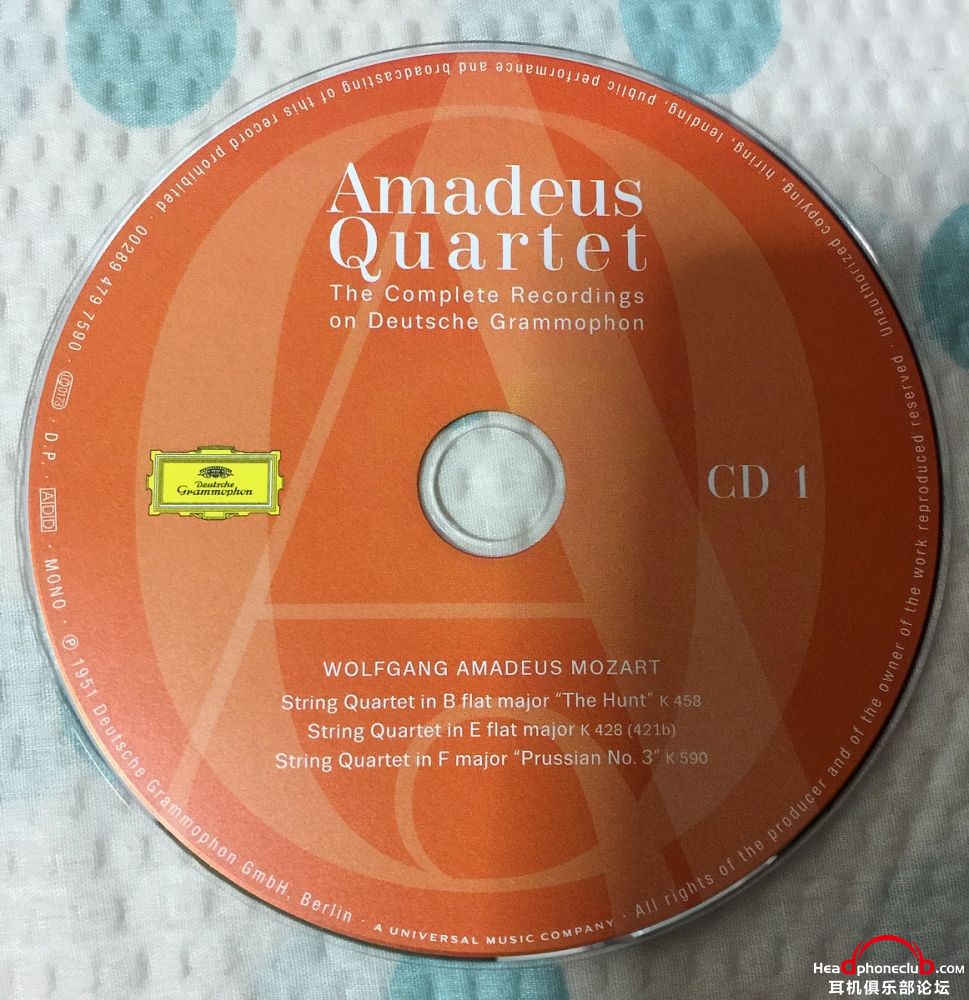 Amadeus
Quartet
The Complete Recordings
on Deutsche Grammophon
Deutsche
Grammophon
CD 1
WOLFGANG AMADEUS MOZART
String Quartet in B flat major "The Hunt" K 458
String Quartet in E flat major K 428 (421b)
String Quartet in F major "Prussian No. 3" K 590
00289 479 7590 · LC 0173 · D.P. · ADD · MONO · ℗ 1951 Deutsche Grammophon GmbH, Berlin · A UNIVERSAL MUSIC COMPANY · All rights of the producer and of the owner of the work reproduced reserved · Unauthorized copying, hiring, lending, public performance and broadcasting of this record prohibited ·
Headphoneclub.com
耳机俱乐部论坛